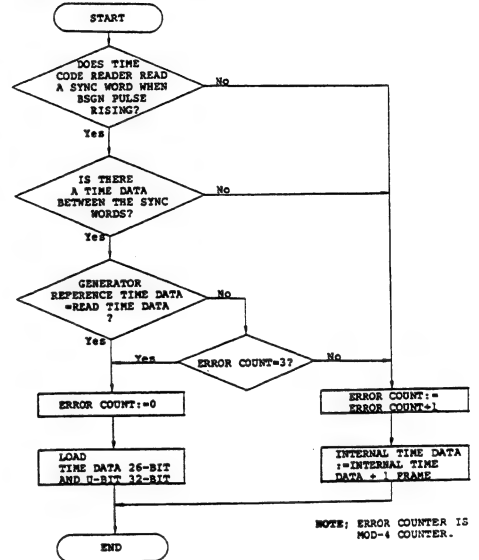 START
DOES TIME
CODE READER READ
A SYNC WORD WHEN
BSGN PULSE
RISING?
No
Yes
IS THERE
A TIME DATA
BETWEEN THE SYNC
WORDS?
No
Yes
GENERATOR
REFERENCE TIME DATA
=READ TIME DATA
?
No
Yes
ERROR COUNT=3?
Yes
No
ERROR COUNT:=0
ERROR COUNT:=
ERROR COUNT+1
LOAD
TIME DATA 26-BIT
AND U-BIT 32-BIT
INTERNAL TIME DATA
:=INTERNAL TIME
DATA + 1 FRAME
NOTE; ERROR COUNTER IS
MOD-4 COUNTER.
END